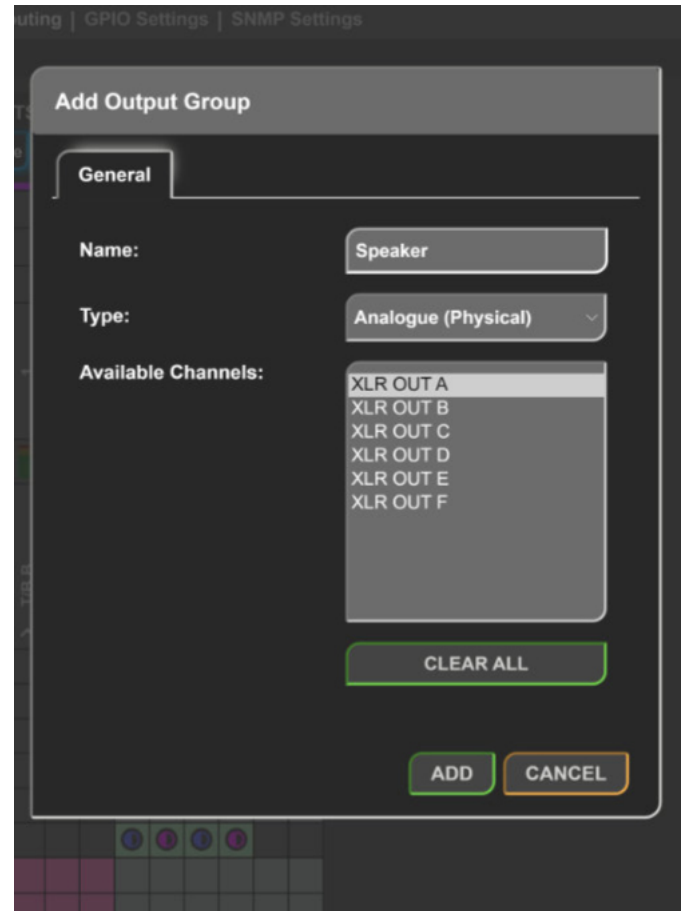 uting | GPIO Settings | SNMP Settings
Add Output Group
General
Name:
Speaker
Type:
Analogue (Physical)
Available Channels:
XLR OUT A
XLR OUT B
XLR OUT C
XLR OUT D
XLR OUT E
XLR OUT F
CLEAR ALL
ADD
CANCEL
T/B B